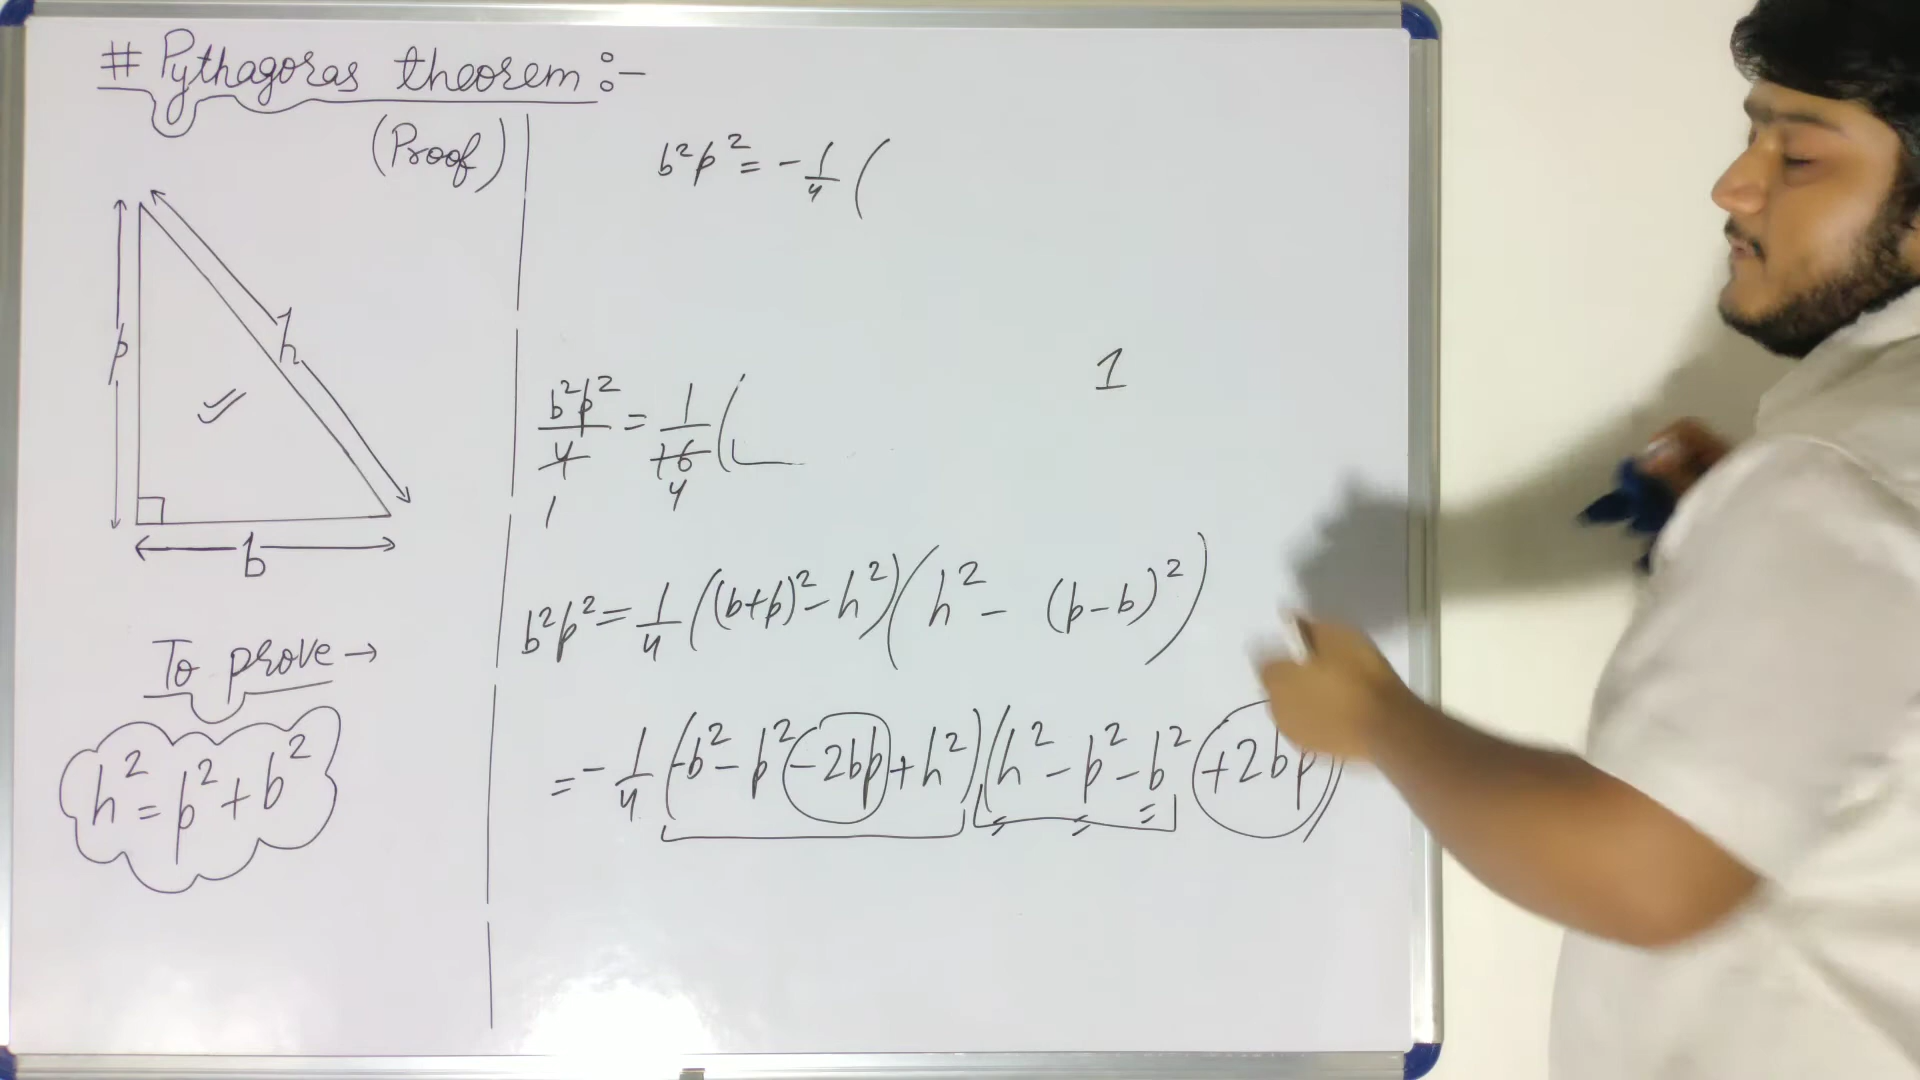 # Pythagoras theorem :-
(Proof)
p
h
b
To prove →
h² = p² + b²
b²p² = - 1/4 (
1
b²p²/4 = 1/16 (
1
4
b²p² = 1/4 ((b+p)² - h²)(h² - (p-b)²)
= - 1/4 (-b² - p² - 2bp + h²)(h² - p² - b² + 2bp)